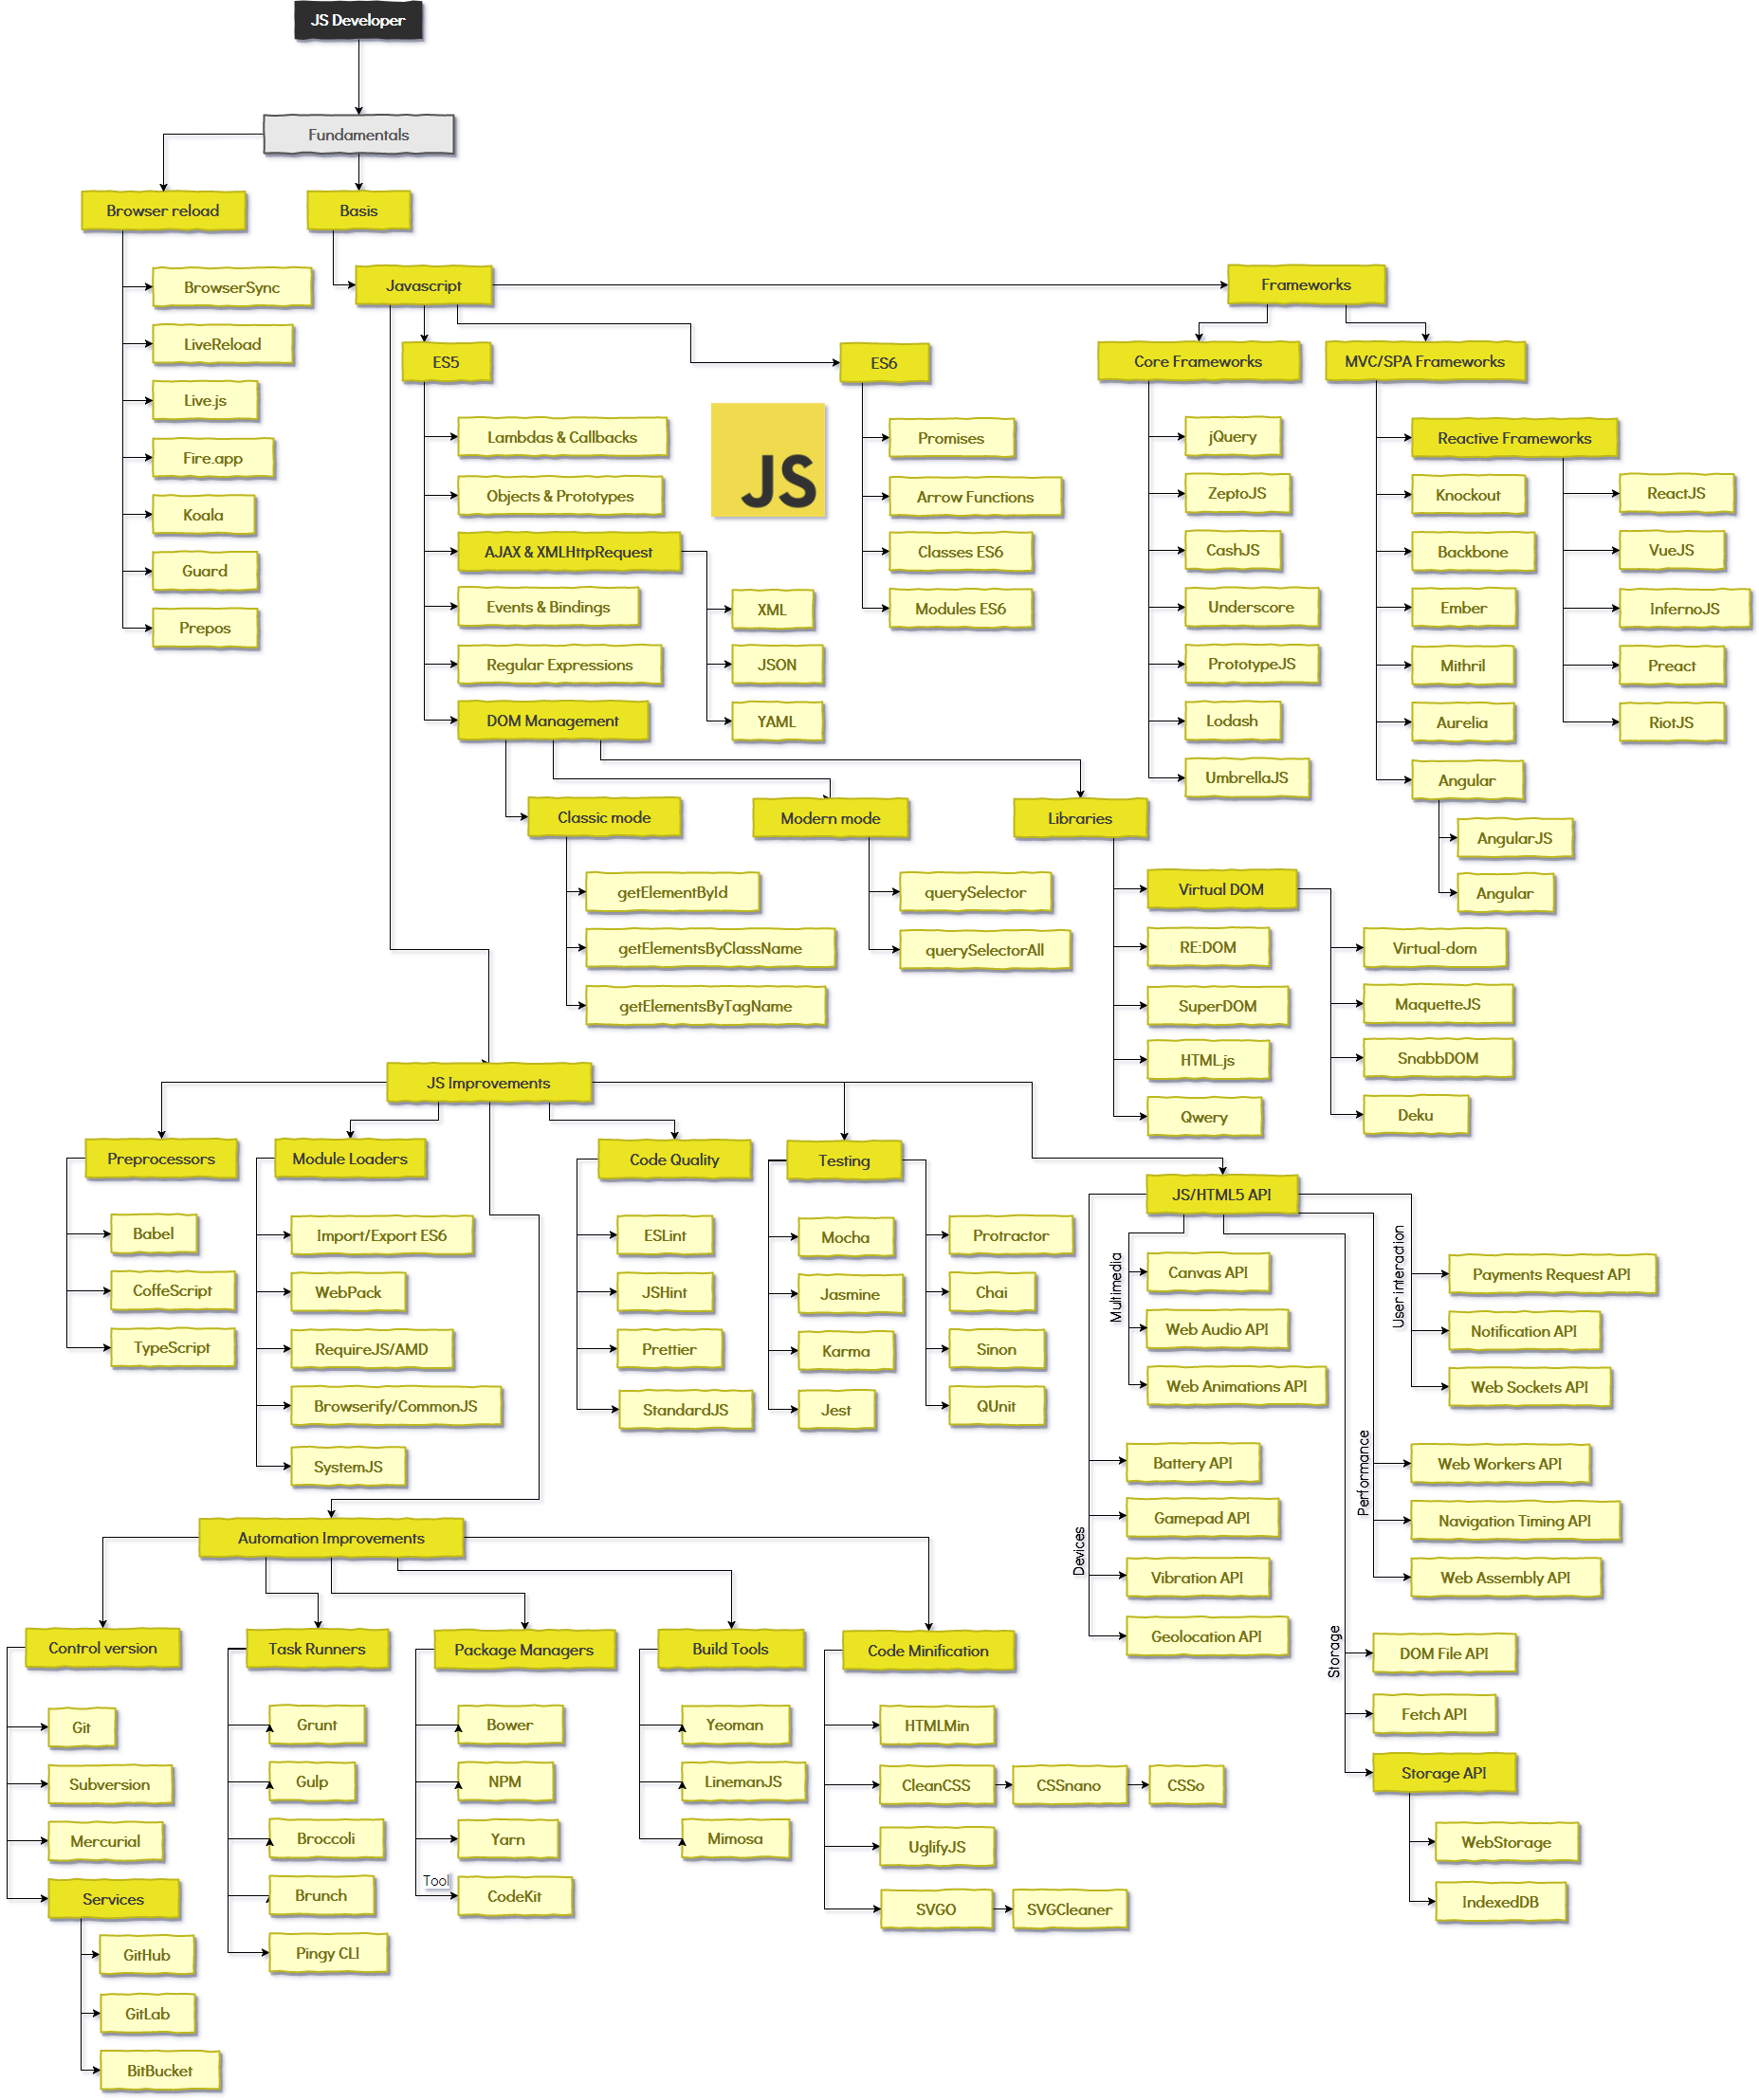 JS Developer
Fundamentals
Browser reload
Basis
BrowserSync
LiveReload
Live.js
Fire.app
Koala
Guard
Prepos
Javascript
Frameworks
ES5
ES6
Lambdas & Callbacks
Objects & Prototypes
AJAX & XMLHttpRequest
Events & Bindings
Regular Expressions
DOM Management
XML
JSON
YAML
JS
Promises
Arrow Functions
Classes ES6
Modules ES6
Core Frameworks
MVC/SPA Frameworks
jQuery
ZeptoJS
CashJS
Underscore
PrototypeJS
Lodash
UmbrellaJS
Reactive Frameworks
Knockout
Backbone
Ember
Mithril
Aurelia
Angular
AngularJS
Angular
ReactJS
VueJS
InfernoJS
Preact
RiotJS
Classic mode
Modern mode
Libraries
getElementById
getElementsByClassName
getElementsByTagName
querySelector
querySelectorAll
Virtual DOM
RE:DOM
SuperDOM
HTML.js
Qwery
Virtual-dom
MaquetteJS
SnabbDOM
Deku
JS Improvements
Preprocessors
Module Loaders
Code Quality
Testing
JS/HTML5 API
Babel
CoffeScript
TypeScript
Import/Export ES6
WebPack
RequireJS/AMD
Browserify/CommonJS
SystemJS
ESLint
JSHint
Prettier
StandardJS
Mocha
Jasmine
Karma
Jest
Protractor
Chai
Sinon
QUnit
Multimedia
Canvas API
Web Audio API
Web Animations API
User interaction
Payments Request API
Notification API
Web Sockets API
Devices
Battery API
Gamepad API
Vibration API
Geolocation API
Performance
Web Workers API
Navigation Timing API
Web Assembly API
Storage
DOM File API
Fetch API
Storage API
WebStorage
IndexedDB
Automation Improvements
Control version
Task Runners
Package Managers
Build Tools
Code Minification
Git
Subversion
Mercurial
Services
GitHub
GitLab
BitBucket
Grunt
Gulp
Broccoli
Brunch
Pingy CLI
Bower
NPM
Yarn
Tool
CodeKit
Yeoman
LinemanJS
Mimosa
HTMLMin
CleanCSS
CSSnano
CSSo
UglifyJS
SVGO
SVGCleaner